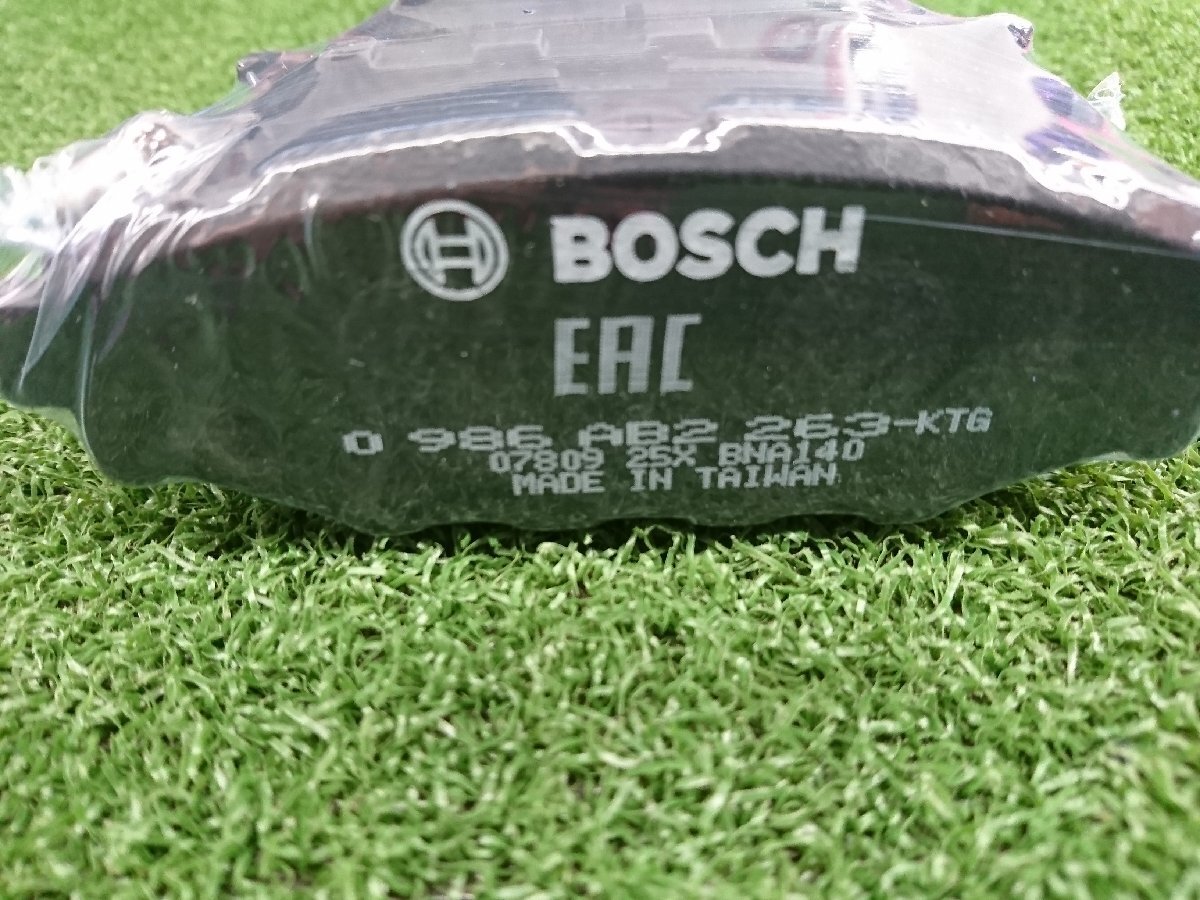 BOSCH
EAC
0 986 AB2 263-KTG
07809 25X BNA140
MADE IN TAIWAN